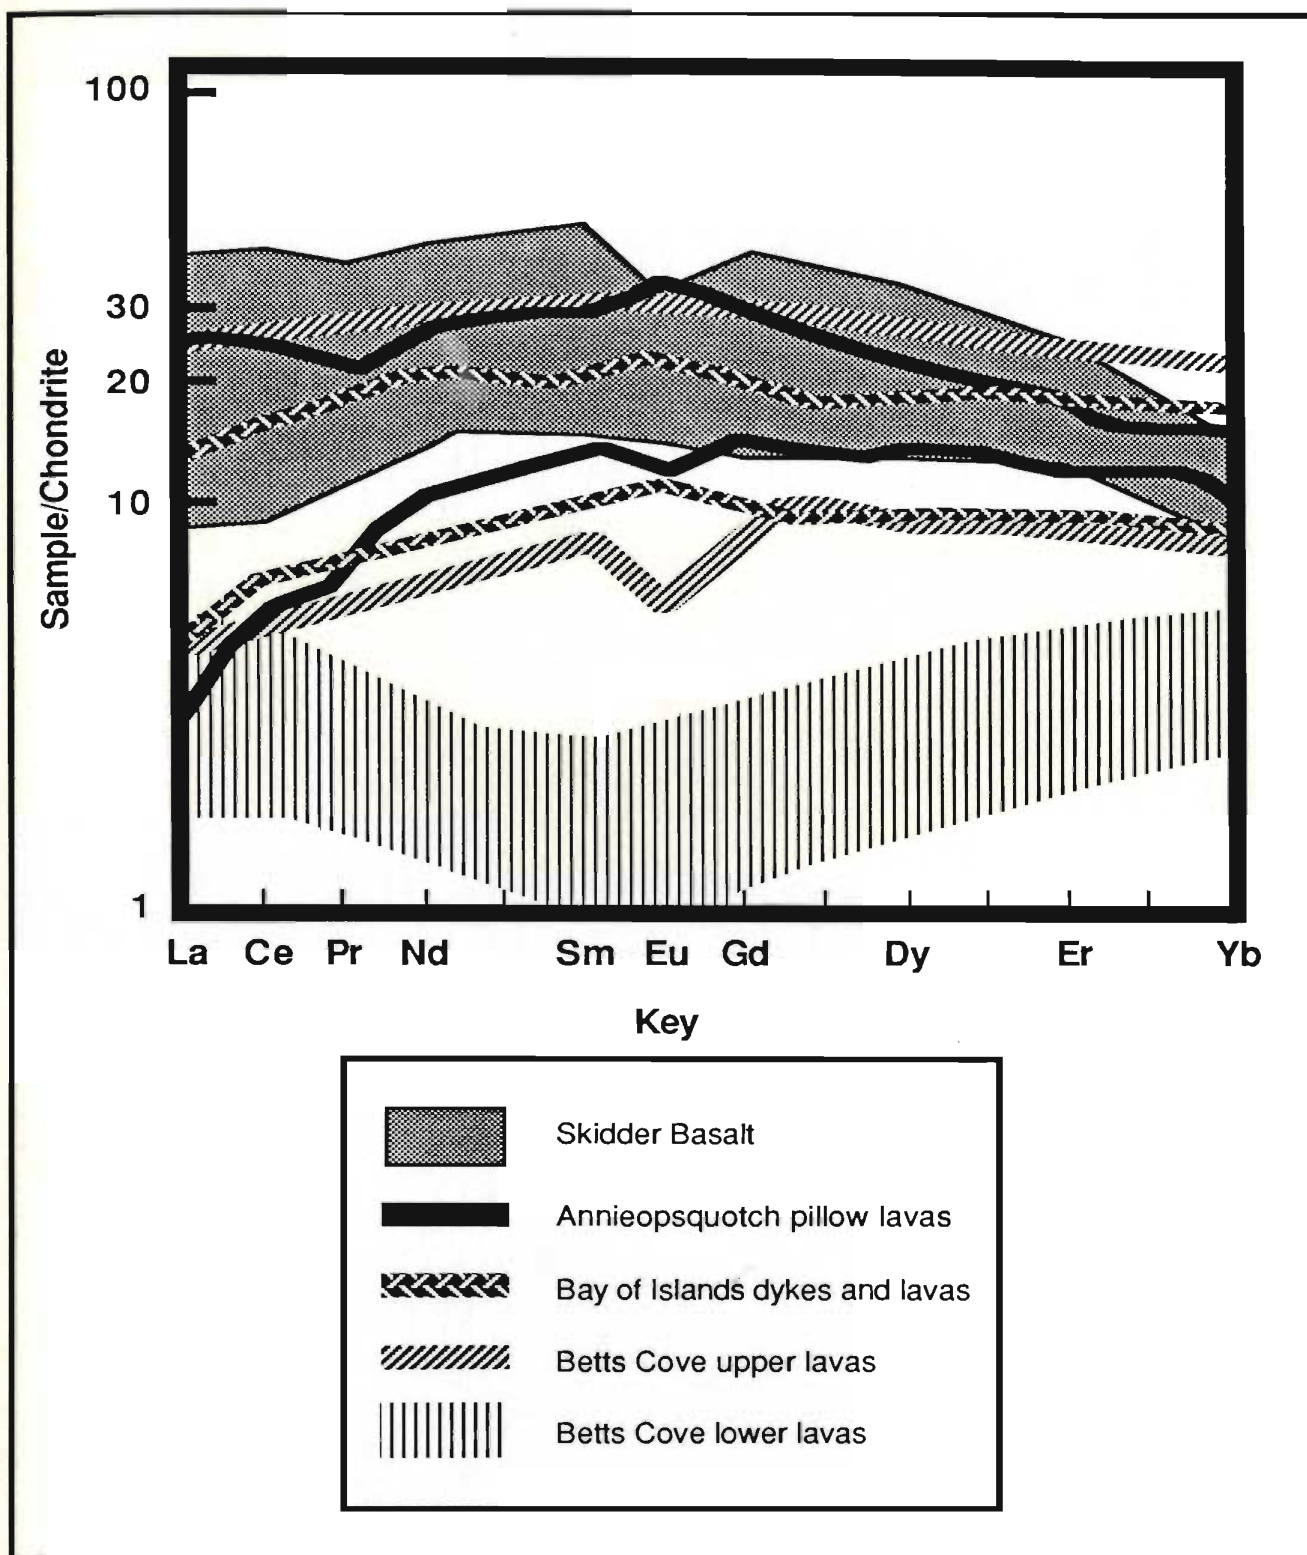 100
30
20
10
1
Sample/Chondrite
La Ce Pr Nd Sm Eu Gd Dy Er Yb
Key
Skidder Basalt
Annieopsquotch pillow lavas
Bay of Islands dykes and lavas
Betts Cove upper lavas
Betts Cove lower lavas